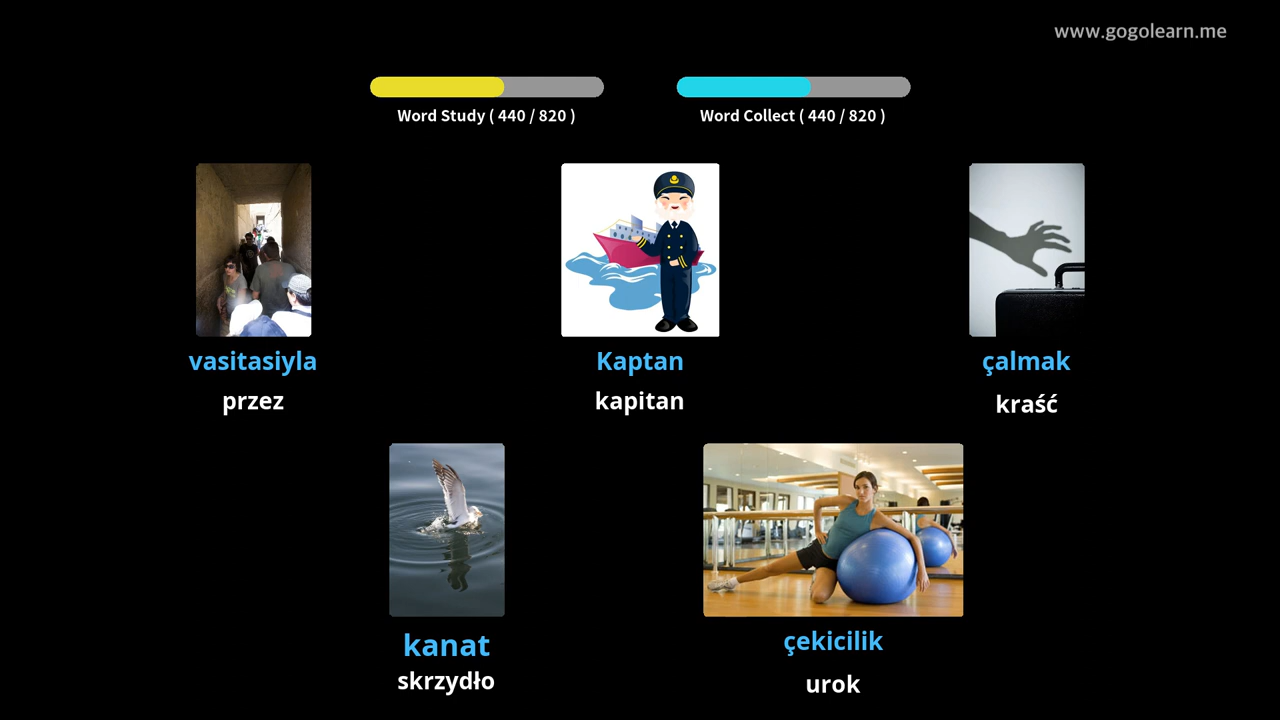 www.gogolearn.me
Word Study ( 440 / 820 )
Word Collect ( 440 / 820 )
vasitasiyla
przez
Kaptan
kapitan
çalmak
kraść
kanat
skrzydło
çekicilik
urok